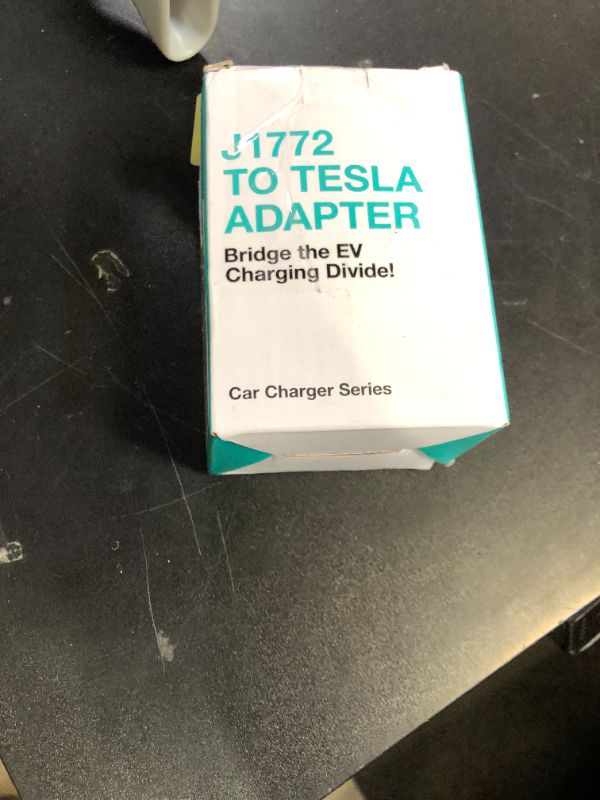 J1772
TO TESLA
ADAPTER
Bridge the EV
Charging Divide!
Car Charger Series